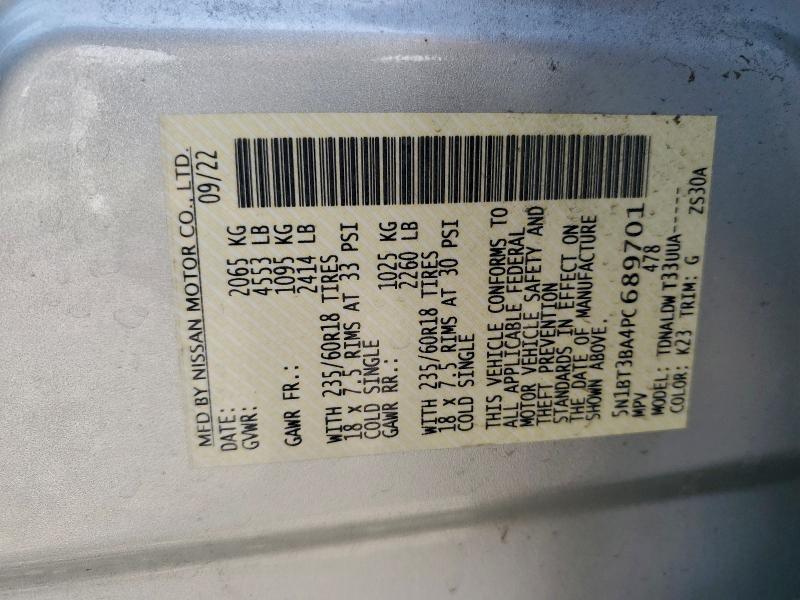 MFD BY NISSAN MOTOR CO., LTD.
DATE: 09/22
GVWR: 2065 KG
4553 LB
GAWR FR.: 1095 KG
2414 LB
WITH 235/60R18 TIRES
18 X 7.5 RIMS AT 33 PSI
COLD SINGLE
GAWR RR.: 1025 KG
2260 LB
WITH 235/60R18 TIRES
18 X 7.5 RIMS AT 30 PSI
COLD SINGLE
THIS VEHICLE CONFORMS TO
ALL APPLICABLE FEDERAL
MOTOR VEHICLE SAFETY AND
THEFT PREVENTION
STANDARDS IN EFFECT ON
THE DATE OF MANUFACTURE
SHOWN ABOVE.
5N1BT3BA4PC689701
MPV 478
MODEL: TDNALDWT33UUA-----
COLOR: K23 TRIM: G ZS30A